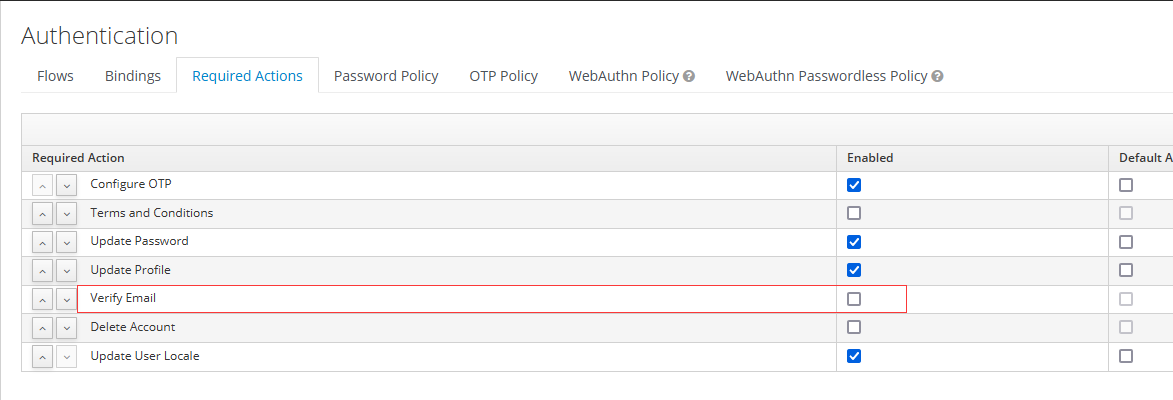 Authentication
Flows Bindings Required Actions Password Policy OTP Policy WebAuthn Policy WebAuthn Passwordless Policy
Required Action Enabled Default A
Configure OTP
Terms and Conditions
Update Password
Update Profile
Verify Email
Delete Account
Update User Locale